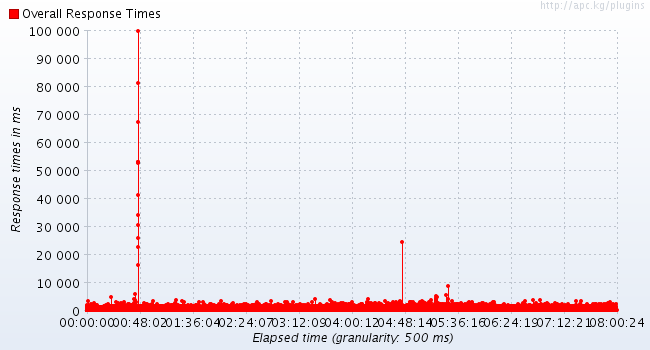 http://apc.kg/plugins
Overall Response Times
100 000
90 000
80 000
70 000
60 000
50 000
40 000
30 000
20 000
10 000
0
Response times in ms
00:00:00 00:48:02 01:36:04 02:24:07 03:12:09 04:00:12 04:48:14 05:36:16 06:24:19 07:12:21 08:00:24
Elapsed time (granularity: 500 ms)